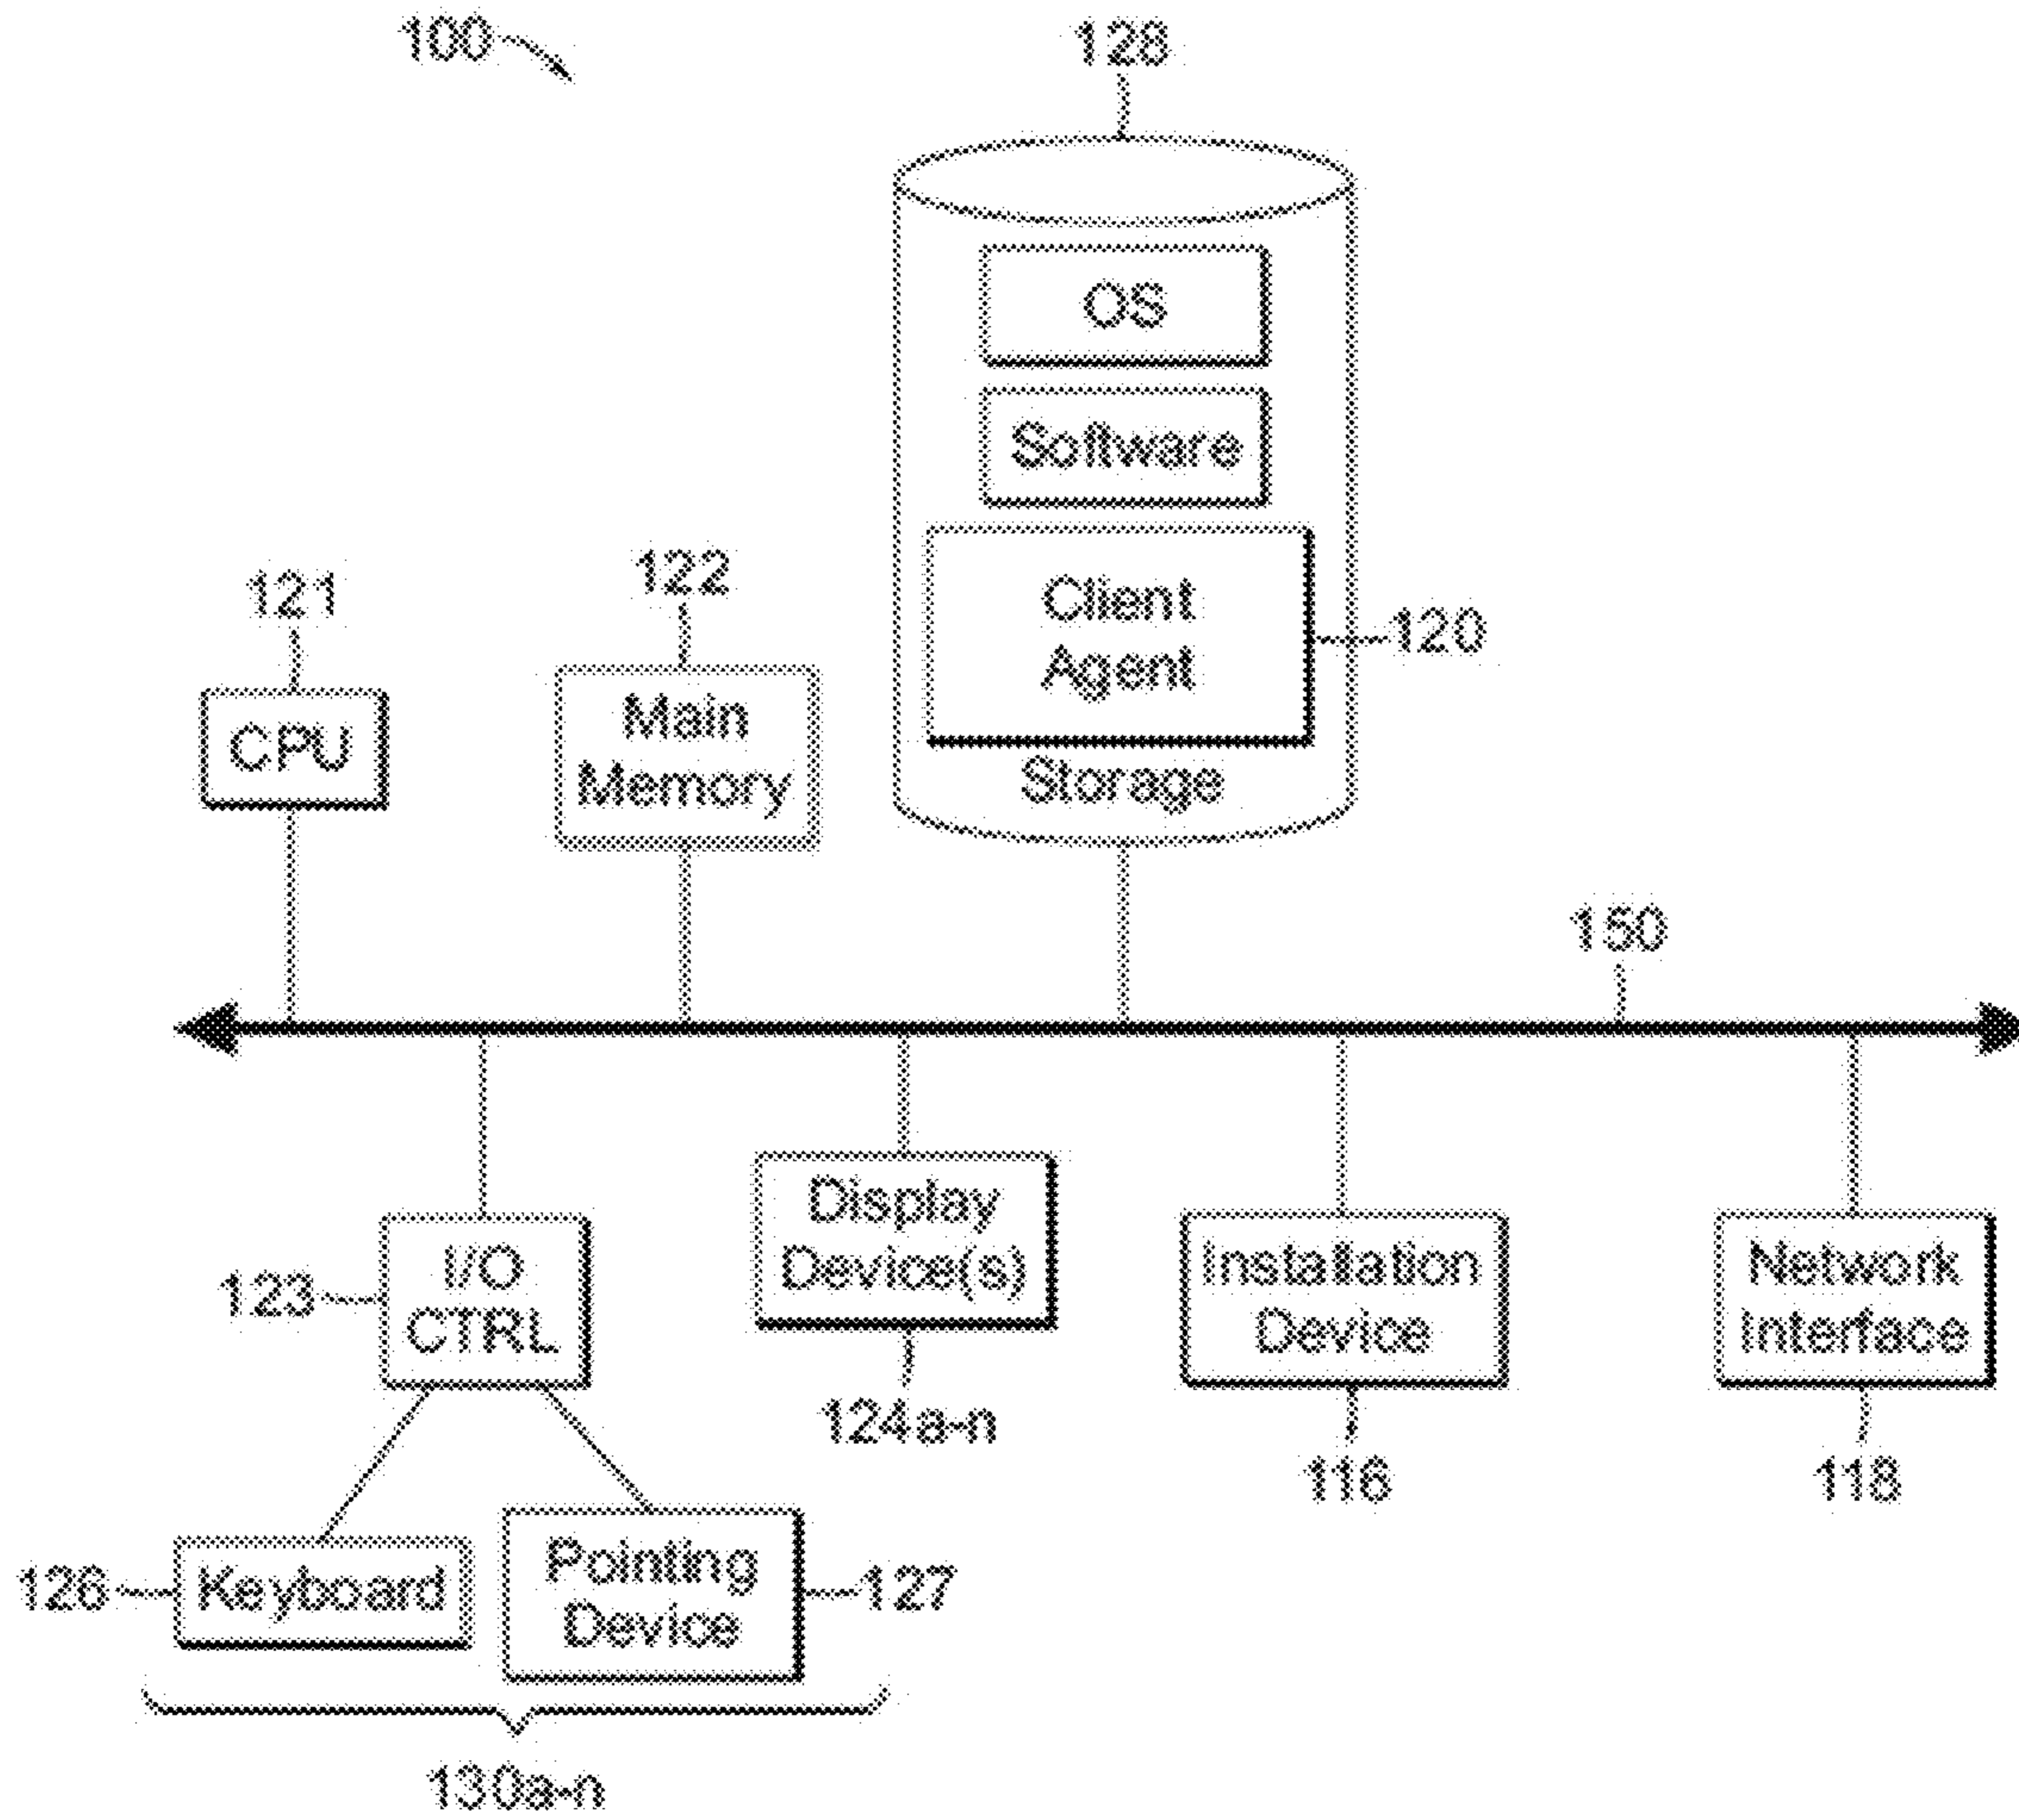 100
128
OS
Software
Client
Agent
120
Storage
121
CPU
122
Main
Memory
150
I/O
CTRL
123
Display
Device(s)
124a-n
Installation
Device
116
Network
Interface
118
126
Keyboard
Pointing
Device
127
130a-n